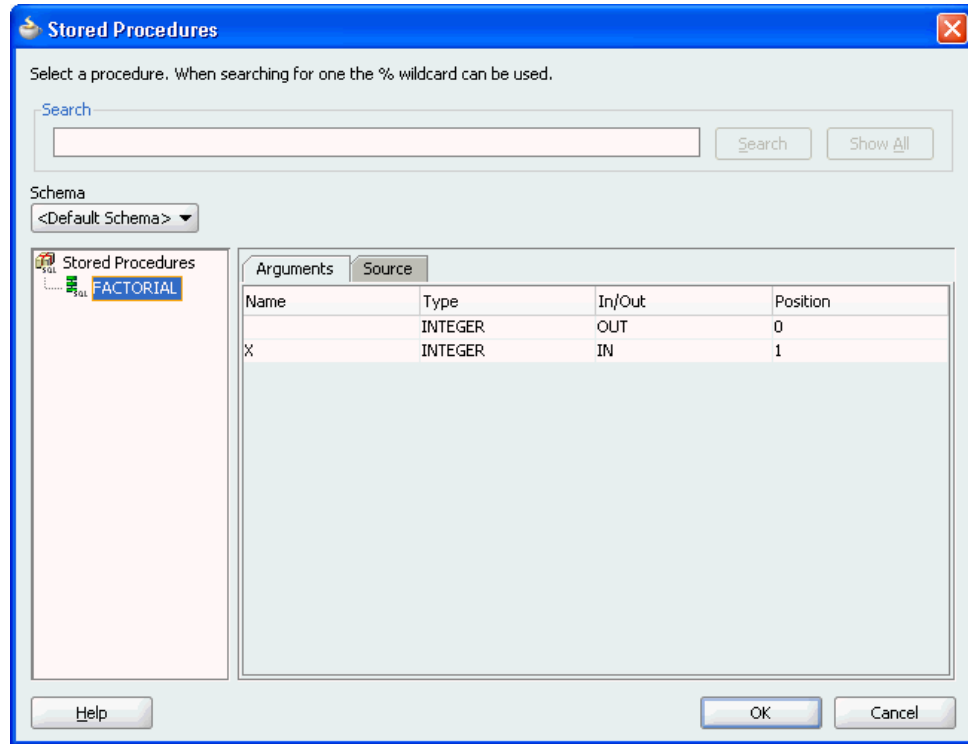 Stored Procedures
Select a procedure. When searching for one the % wildcard can be used.
Search
Search Show All
Schema
<Default Schema>
SQL Stored Procedures
SQL FACTORIAL
Arguments Source
Name Type In/Out Position
INTEGER OUT 0
X INTEGER IN 1
Help OK Cancel